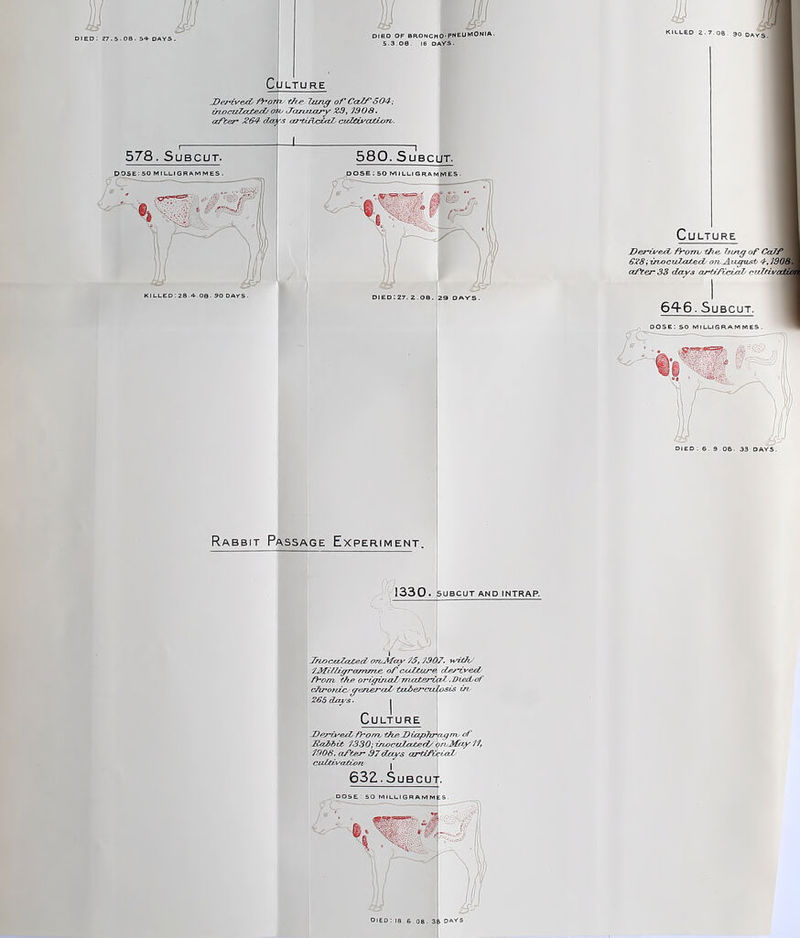 DIED: 27.5.08. 54 DAYS.
DIED OF BRONCHO-PNEUMONIA.
5.3.08. 16 DAYS.
KILLED 2.7.08. 90 DAYS.
CULTURE
Derived from the lung of Calf 504;
inoculated on January 29, 1908.
after 264 days artificial cultivation.
578. SUBCUT.
DOSE: 50 MILLIGRAMMES.
KILLED: 28.4.08. 90 DAYS.
580. SUBCUT.
DOSE: 50 MILLIGRAMMES.
DIED: 27.2.08. 29 DAYS.
CULTURE
Derived from the lung of Calf
628; inoculated on August 4, 1908.
after 38 days artificial cultivation
646. SUBCUT.
DOSE: 50 MILLIGRAMMES.
DIED: 6.9.08. 33 DAYS.
RABBIT PASSAGE EXPERIMENT.
1330. SUBCUT AND INTRAP.
Inoculated on May 15, 1907. with
1 Milligramme of culture derived
from the original material. Died of
chronic general tuberculosis in
265 days.
CULTURE
Derived from the Diaphragm of
Rabbit 1330; inoculated on May 11,
1908. after 97 days artificial
cultivation
632. SUBCUT.
DOSE 50 MILLIGRAMMES.
DIED: 18.6.08. 38 DAYS